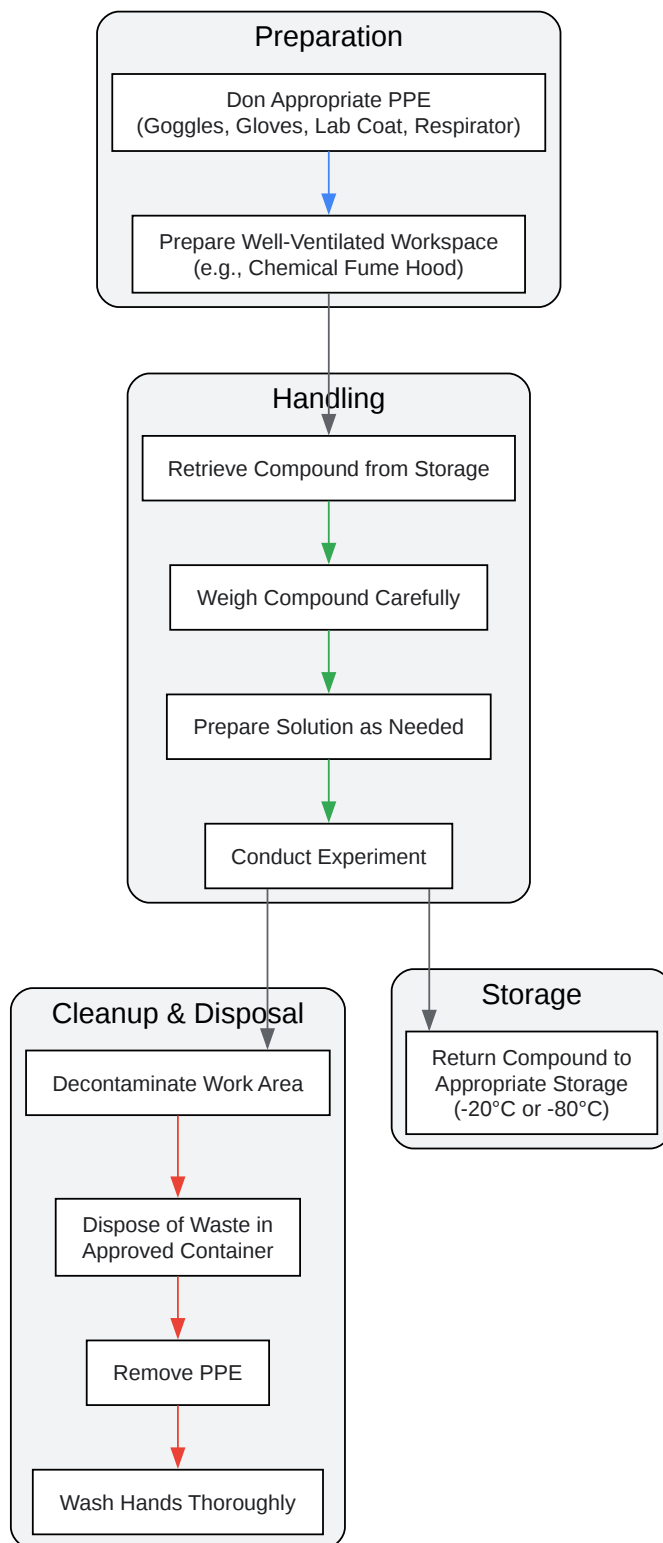 Preparation
Don Appropriate PPE
(Goggles, Gloves, Lab Coat, Respirator)
Prepare Well-Ventilated Workspace
(e.g., Chemical Fume Hood)
Handling
Retrieve Compound from Storage
Weigh Compound Carefully
Prepare Solution as Needed
Conduct Experiment
Cleanup & Disposal
Decontaminate Work Area
Dispose of Waste in
Approved Container
Remove PPE
Wash Hands Thoroughly
Storage
Return Compound to
Appropriate Storage
(-20°C or -80°C)